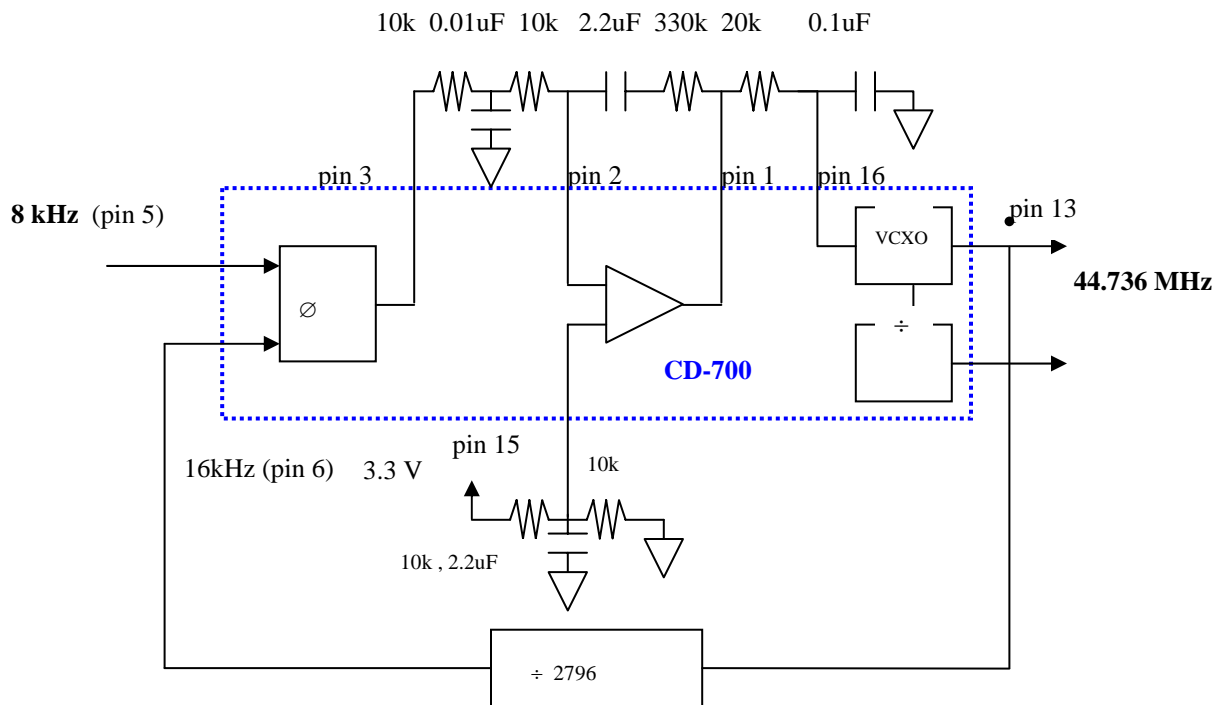 10k 0.01uF 10k 2.2uF 330k 20k 0.1uF
pin 3 pin 2 pin 1 pin 16
8 kHz (pin 5) pin 13
VCXO
44.736 MHz
∅ ÷
CD-700
16kHz (pin 6) 3.3 V pin 15 10k
10k , 2.2uF
÷ 2796